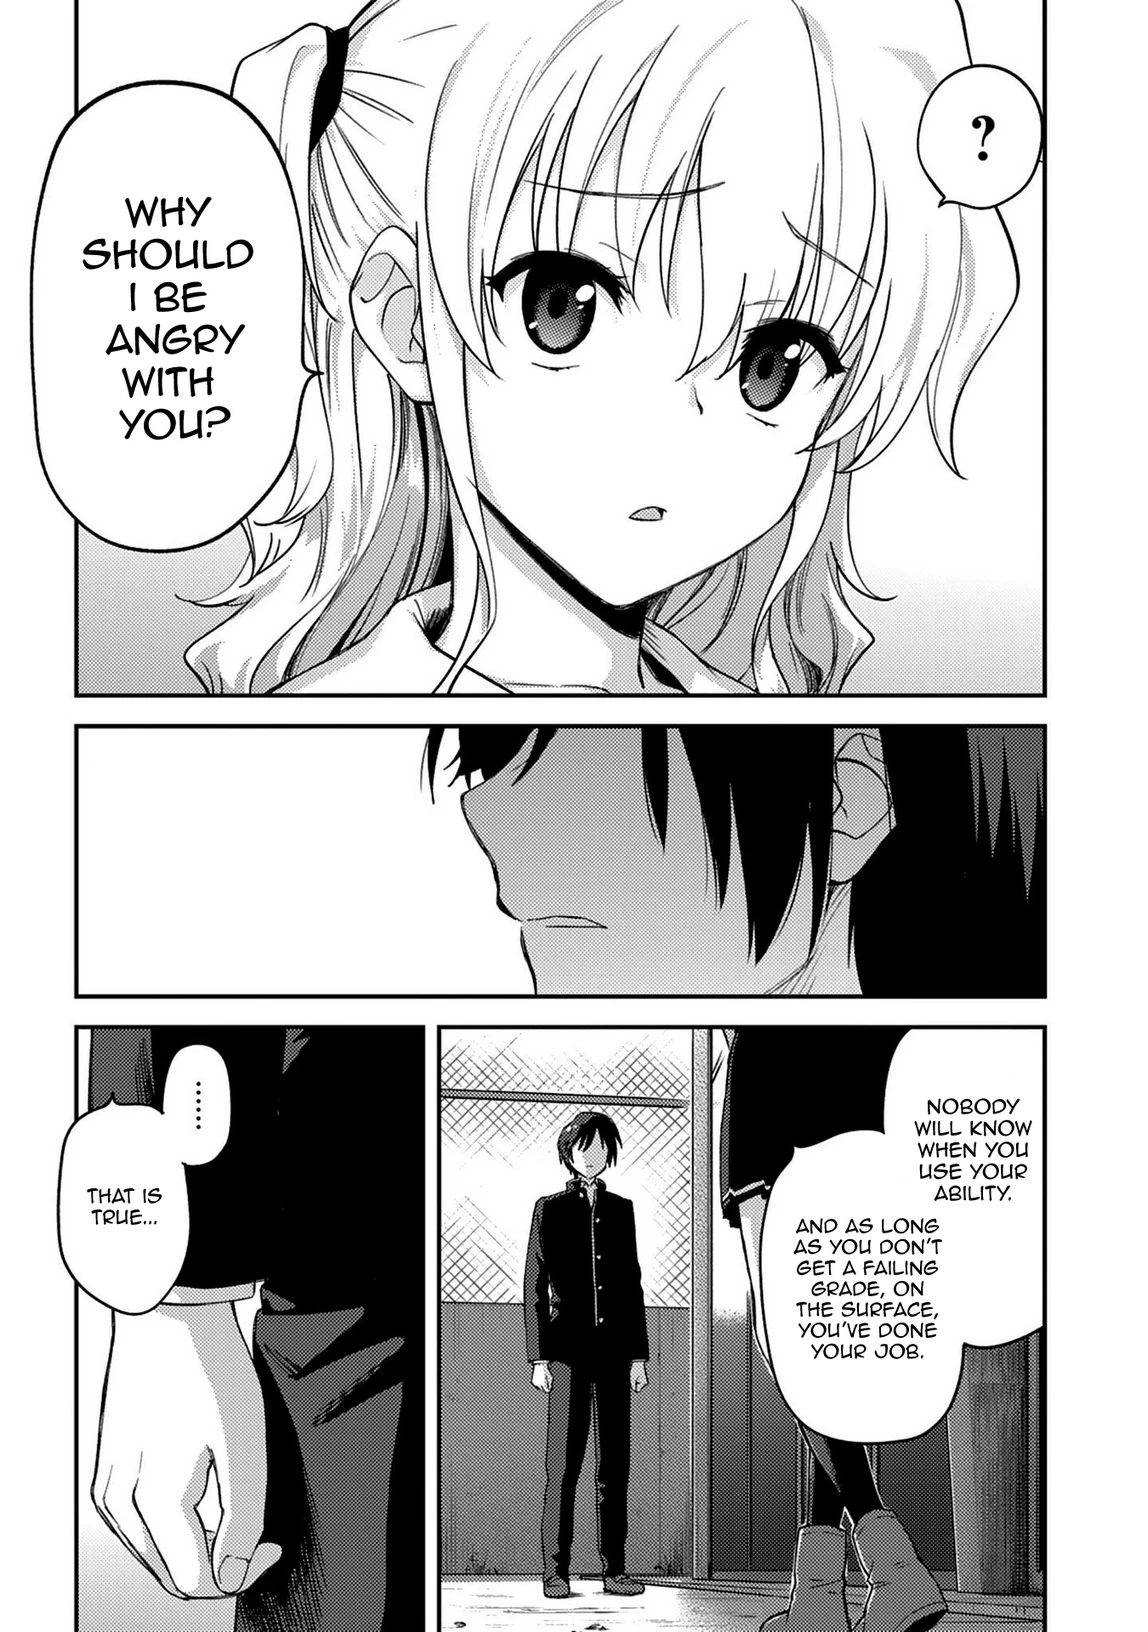 ?
WHY
SHOULD
I BE
ANGRY
WITH
YOU?
NOBODY
WILL KNOW
WHEN YOU
USE YOUR
ABILITY.
AND AS LONG
AS YOU DON'T
GET A FAILING
GRADE, ON
THE SURFACE,
YOU'VE DONE
YOUR JOB.
......
THAT IS
TRUE...